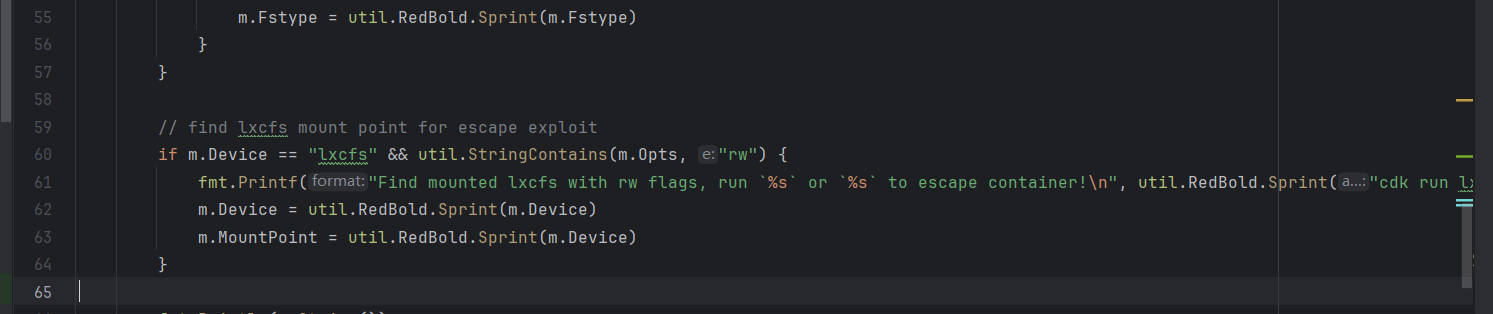 55 m.Fstype = util.RedBold.Sprint(m.Fstype)
56 }
57 }
58
59 // find lxcfs mount point for escape exploit
60 if m.Device == "lxcfs" && util.StringContains(m.Opts, e: "rw") {
61 fmt.Printf( format: "Find mounted lxcfs with rw flags, run `%s` or `%s` to escape container!\n", util.RedBold.Sprint( a...: "cdk run lx
62 m.Device = util.RedBold.Sprint(m.Device)
63 m.MountPoint = util.RedBold.Sprint(m.Device)
64 }
65